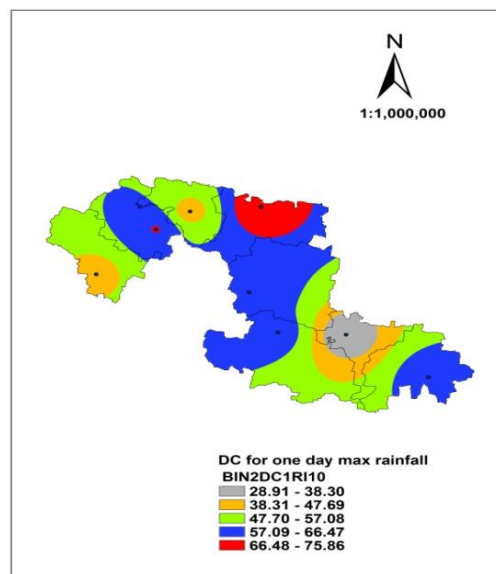 N
1:1,000,000
DC for one day max rainfall
BIN2DC1RI10
28.91 - 38.30
38.31 - 47.69
47.70 - 57.08
57.09 - 66.47
66.48 - 75.86